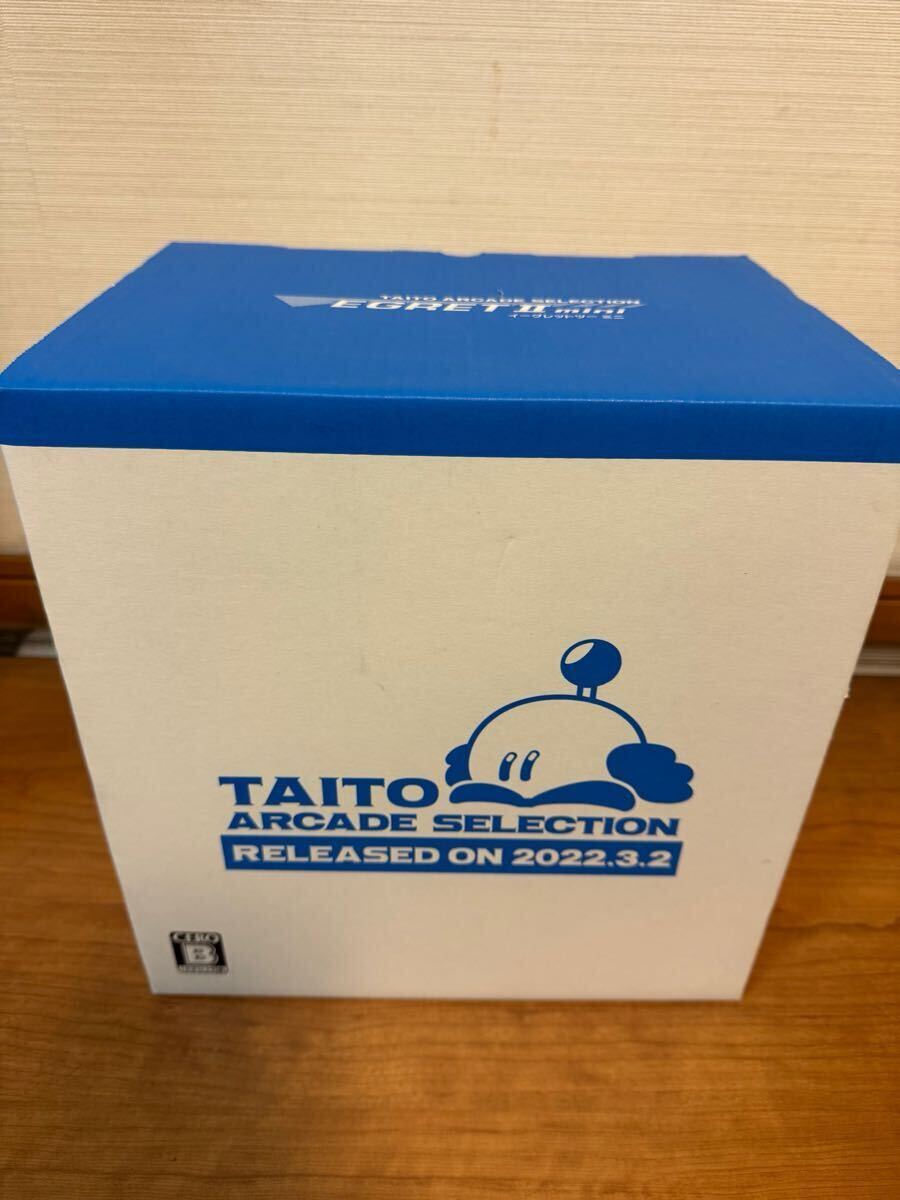 TAITO ARCADE SELECTION
EGRET II mini
イーグレットツー ミニ
TAITO
ARCADE SELECTION
RELEASED ON 2022.3.2
CERO
B